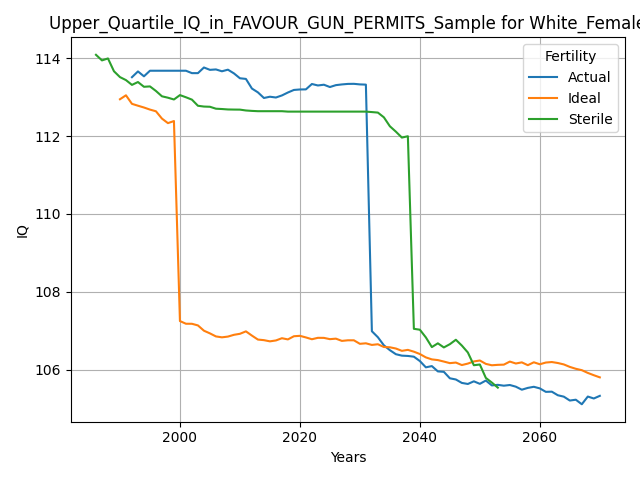 Upper_Quartile_IQ_in_FAVOUR_GUN_PERMITS_Sample for White_Female
Fertility
Actual
Ideal
Sterile
IQ
114
112
110
108
106
2000 2020 2040 2060
Years